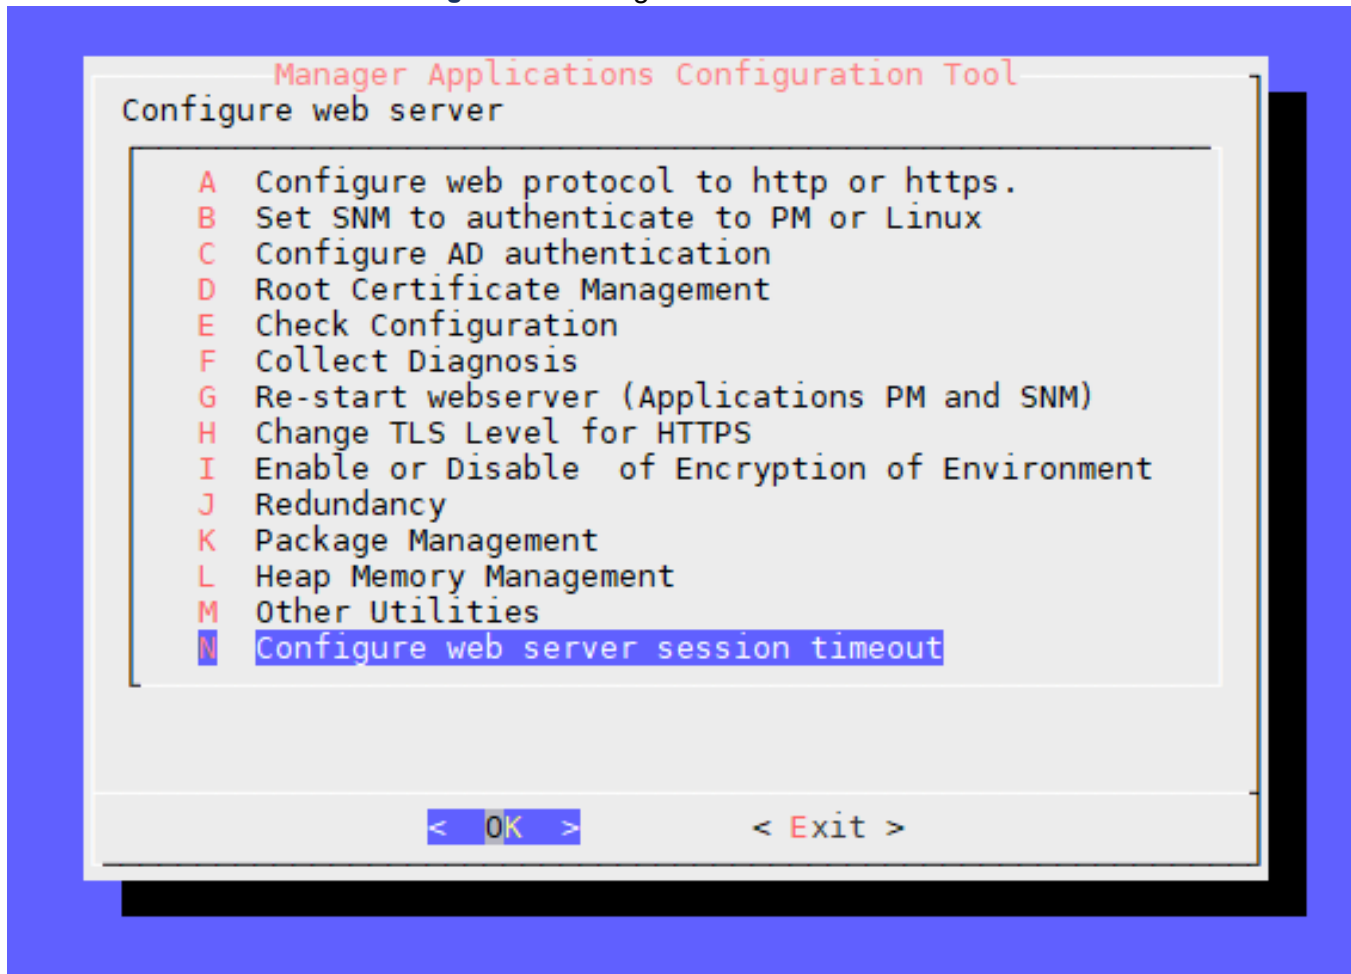 Manager Applications Configuration Tool
Configure web server
A Configure web protocol to http or https.
B Set SNM to authenticate to PM or Linux
C Configure AD authentication
D Root Certificate Management
E Check Configuration
F Collect Diagnosis
G Re-start webserver (Applications PM and SNM)
H Change TLS Level for HTTPS
I Enable or Disable  of Encryption of Environment
J Redundancy
K Package Management
L Heap Memory Management
M Other Utilities
N Configure web server session timeout
<  OK  > < Exit >